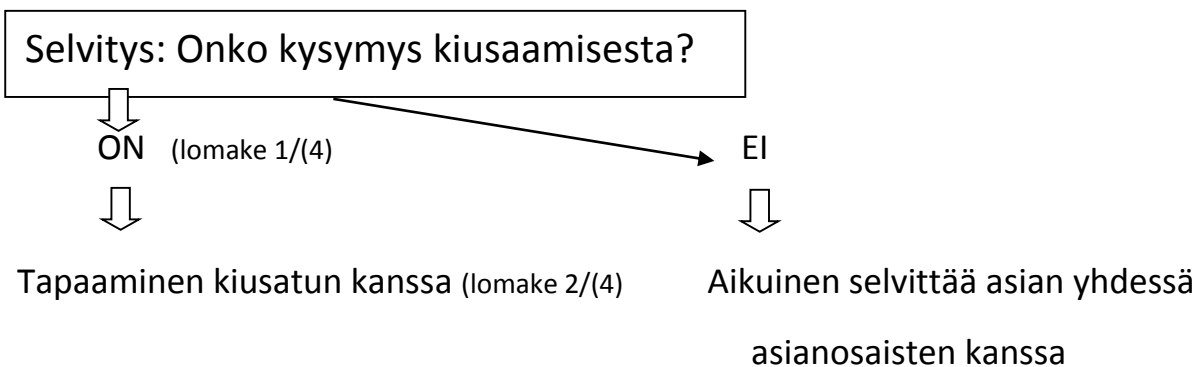 Selvitys: Onko kysymys kiusaamisesta?
ON (lomake 1/(4)
EI
Tapaaminen kiusatun kanssa (lomake 2/(4)
Aikuinen selvittää asian yhdessä
asianosaisten kanssa